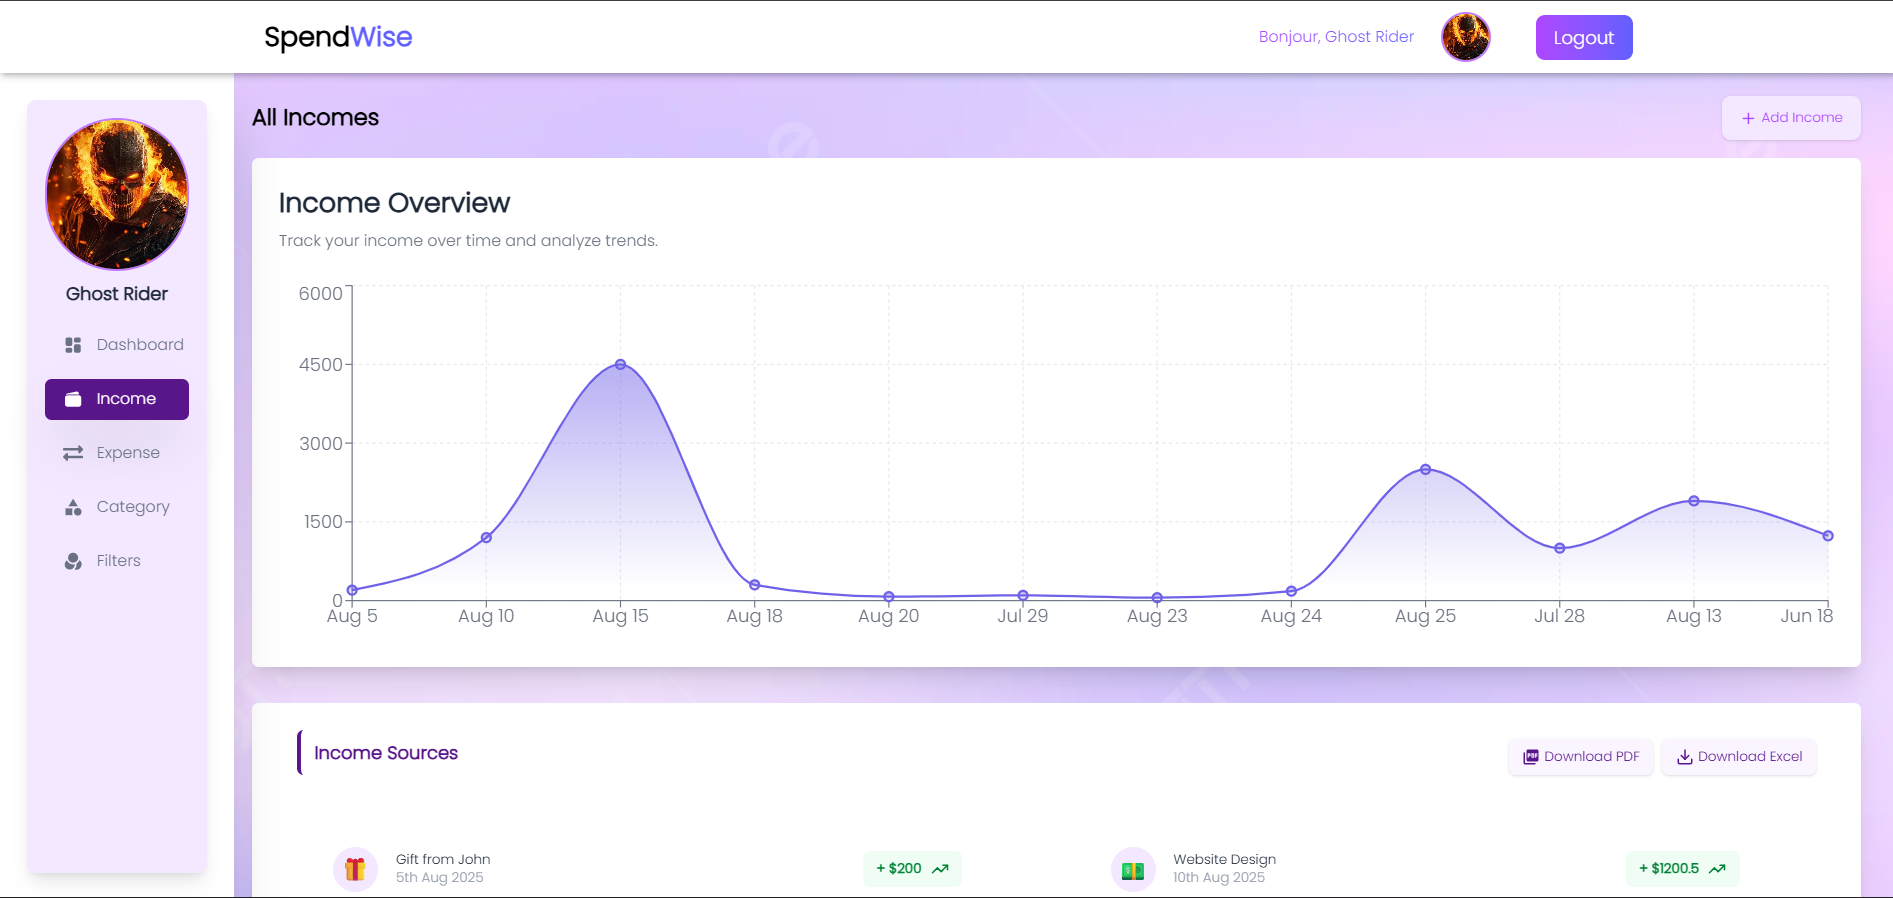 SpendWise
Bonjour, Ghost Rider
Logout
Ghost Rider
Dashboard
Income
Expense
Category
Filters
All Incomes
+ Add Income
Income Overview
Track your income over time and analyze trends.
6000
4500
3000
1500
0
Aug 5 Aug 10 Aug 15 Aug 18 Aug 20 Jul 29 Aug 23 Aug 24 Aug 25 Jul 28 Aug 13 Jun 18
Income Sources
PDF Download PDF
Download Excel
Gift from John
5th Aug 2025
+ $200
Website Design
10th Aug 2025
+ $1200.5